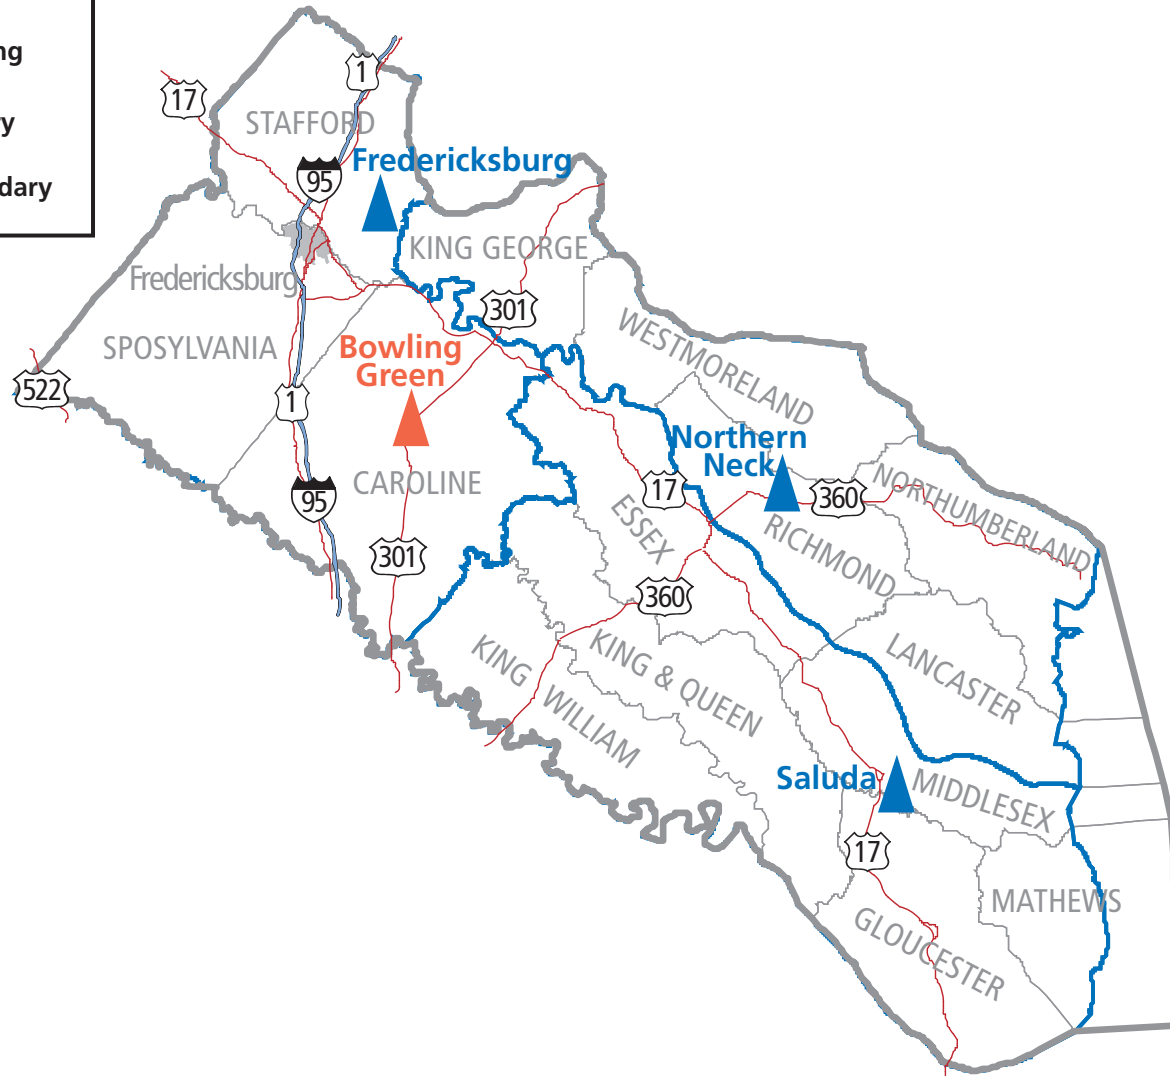 ng
ry
dary
1
17
STAFFORD
Fredericksburg
95
KING GEORGE
Fredericksburg
301
WESTMORELAND
SPOSYLVANIA
Bowling
Green
522
1
Northern
Neck
CAROLINE
17
360
NORTHUMBERLAND
95
ESSEX
RICHMOND
301
360
KING & QUEEN
LANCASTER
KING WILLIAM
Saluda
MIDDLESEX
17
MATHEWS
GLOUCESTER